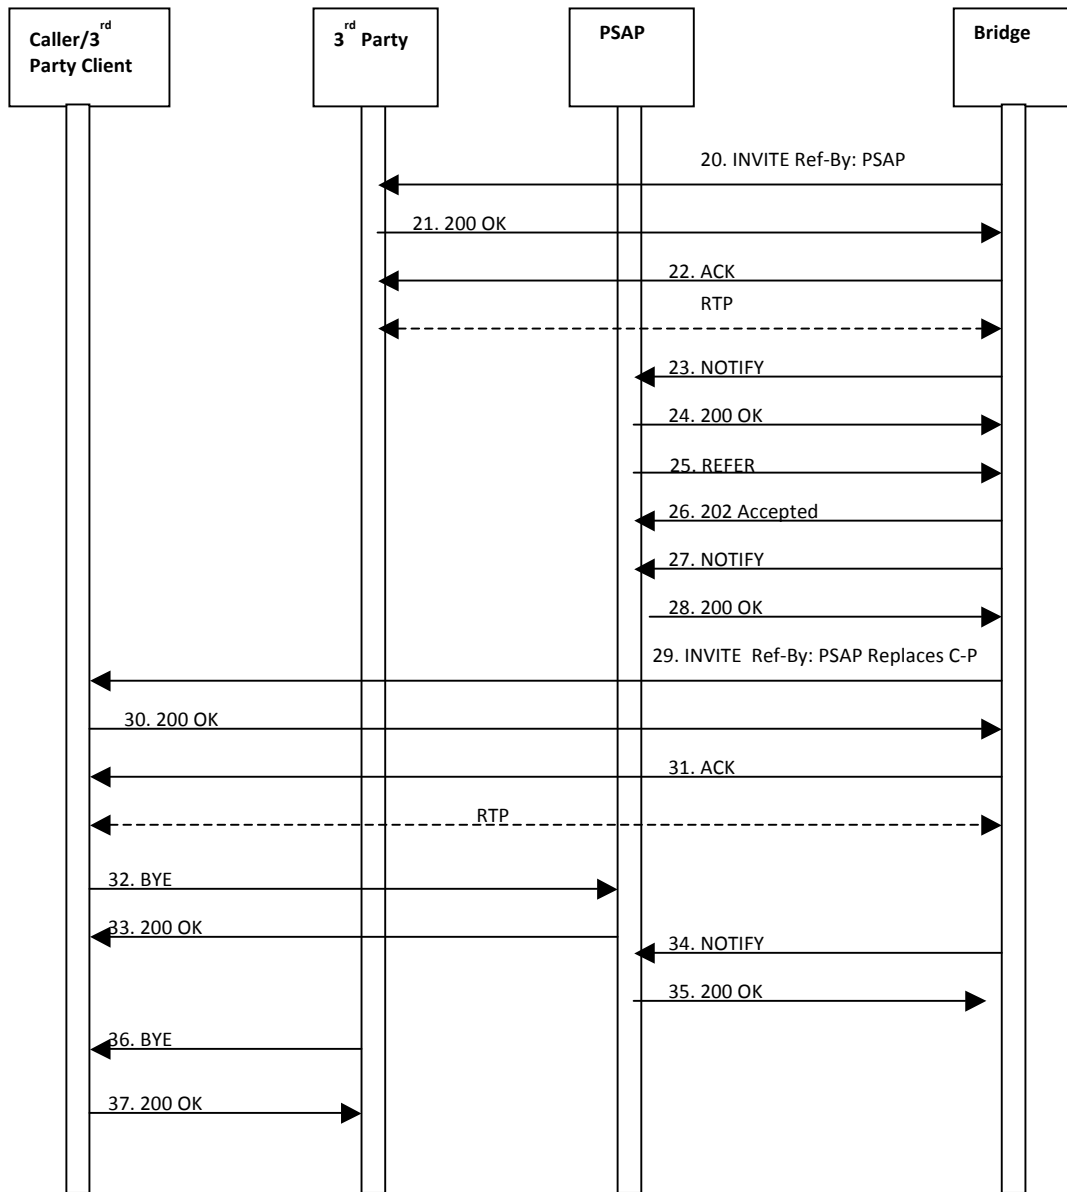 Caller/3rd
Party Client
3rd Party
PSAP
Bridge
20. INVITE Ref-By: PSAP
21. 200 OK
22. ACK
RTP
23. NOTIFY
24. 200 OK
25. REFER
26. 202 Accepted
27. NOTIFY
28. 200 OK
29. INVITE  Ref-By: PSAP Replaces C-P
30. 200 OK
31. ACK
RTP
32. BYE
33. 200 OK
34. NOTIFY
35. 200 OK
36. BYE
37. 200 OK